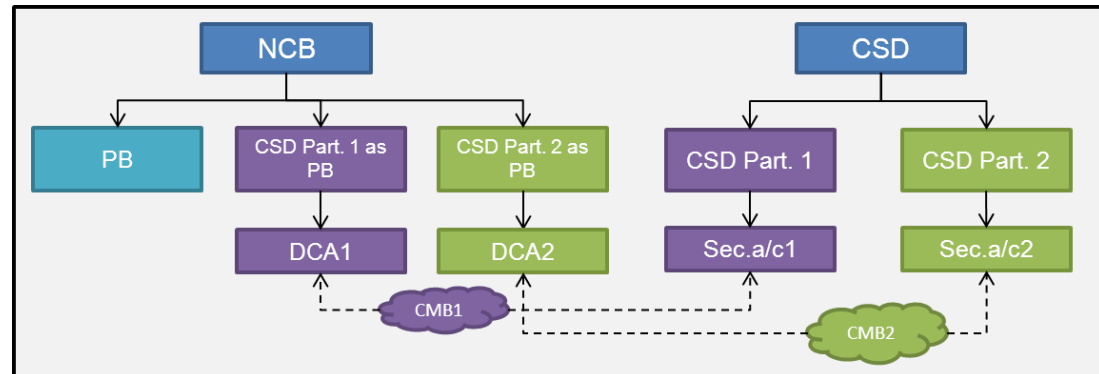 NCB
CSD
PB
CSD Part. 1 as
PB
CSD Part. 2 as
PB
CSD Part. 1
CSD Part. 2
DCA1
DCA2
Sec.a/c1
Sec.a/c2
CMB1
CMB2